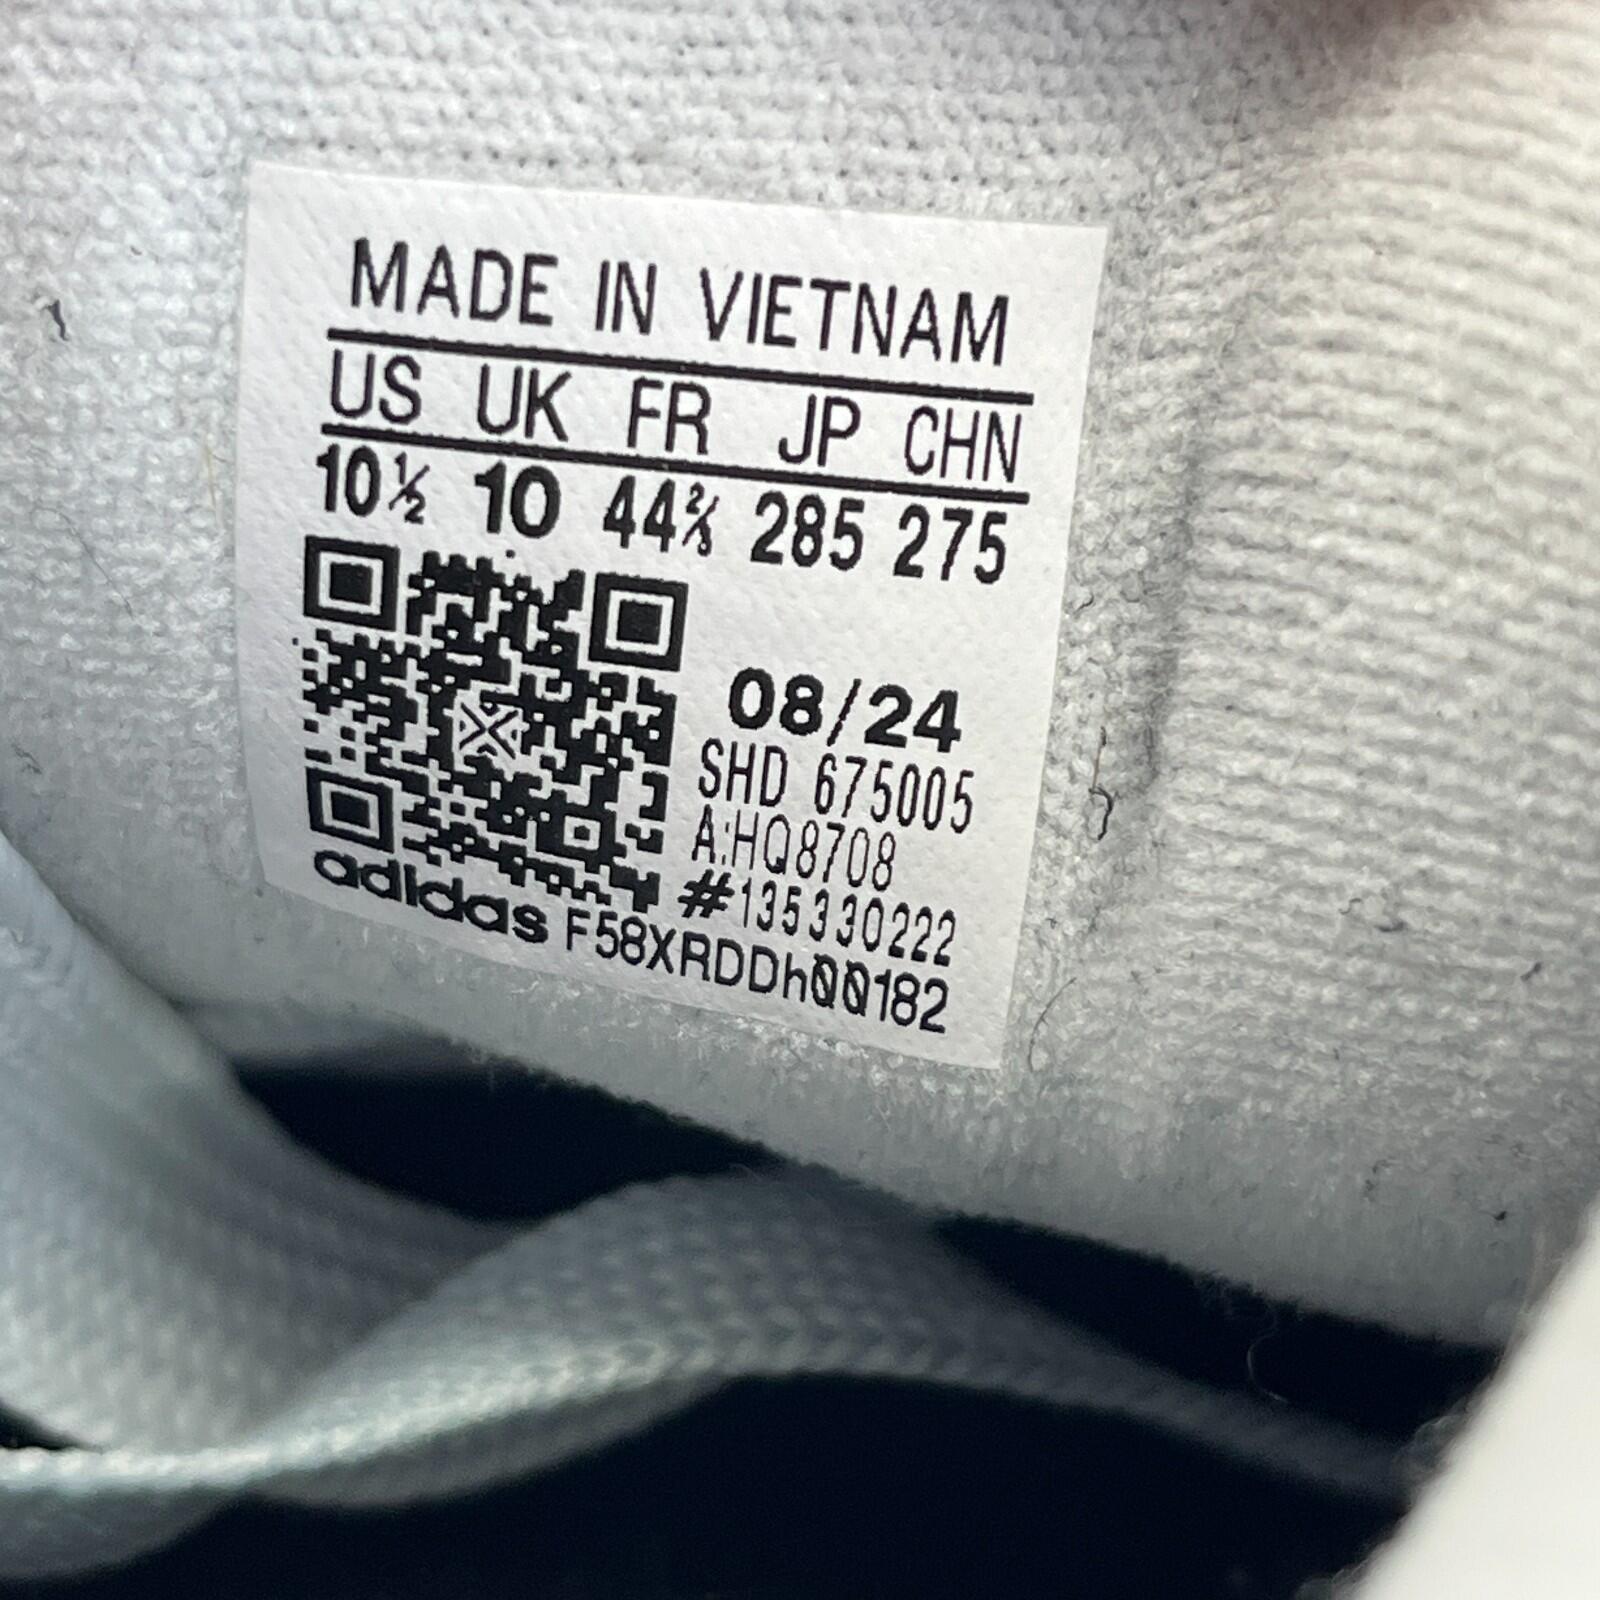 MADE IN VIETNAM
US UK FR JP CHN
10½ 10 44⅔ 285 275
08/24
SHD 675005
A:HQ8708
#135330222
adidas F58XRDDh00182